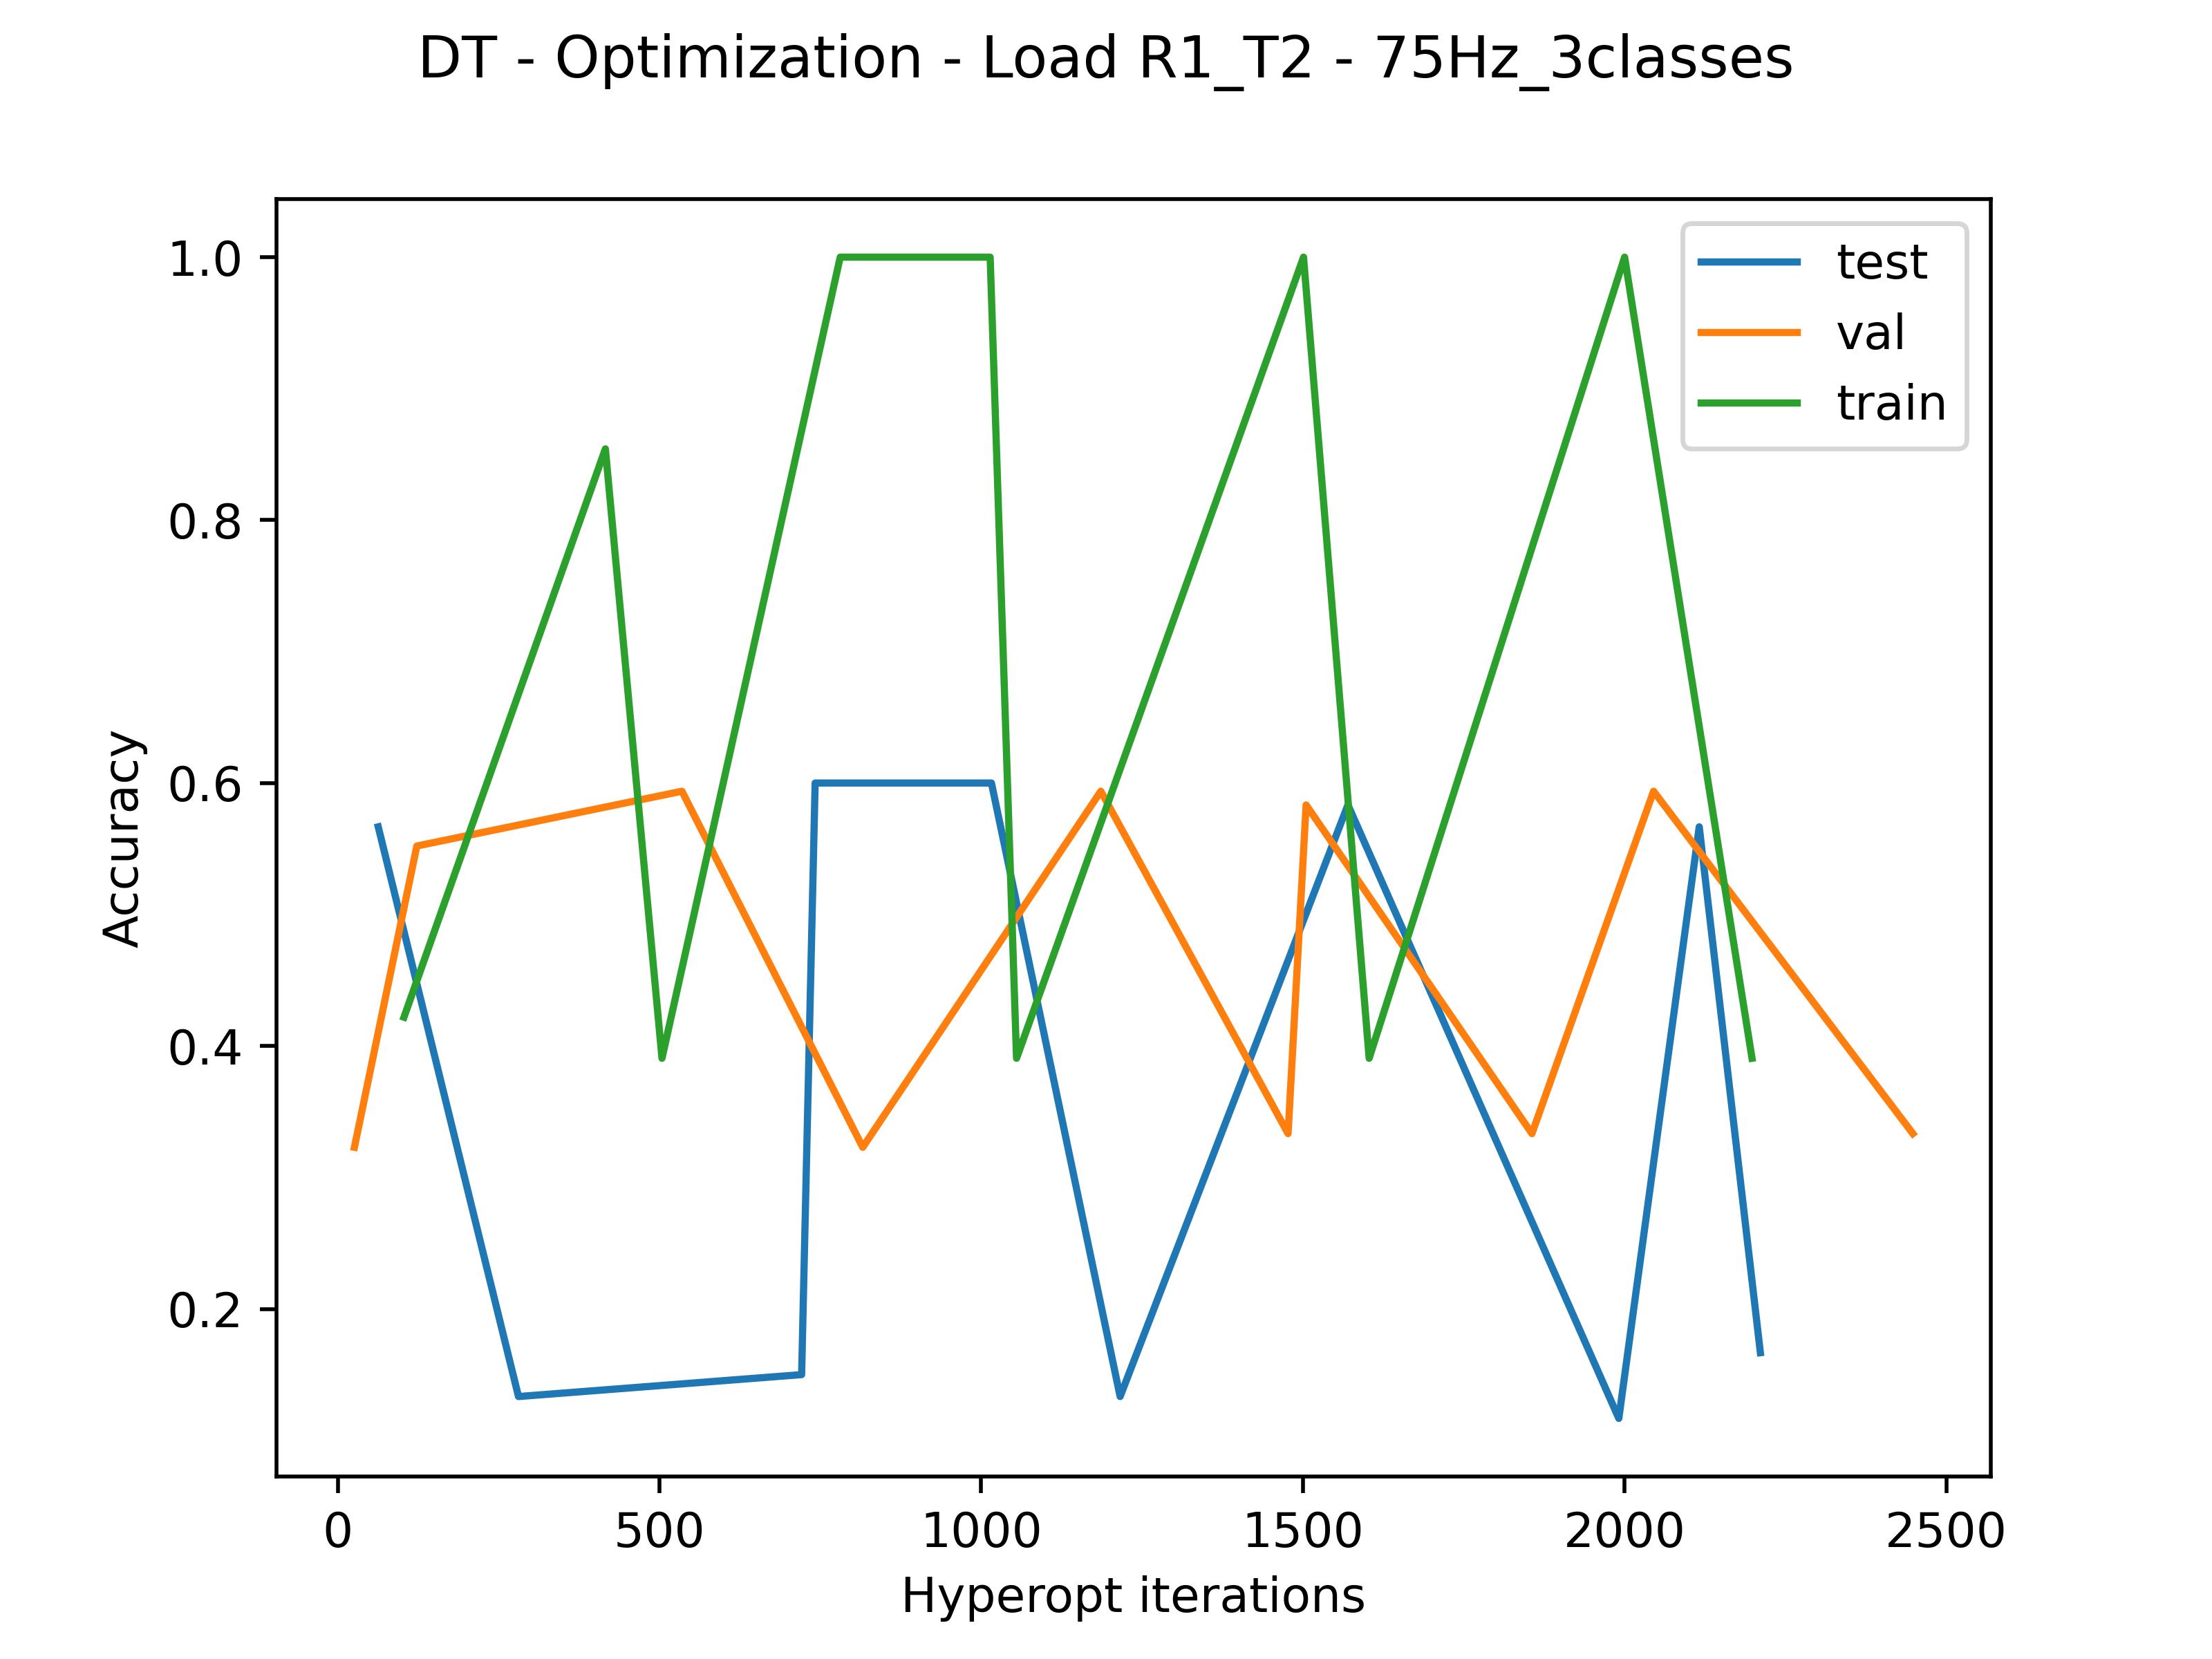 DT - Optimization - Load R1_T2 - 75Hz_3classes
test
val
train
1.0
0.8
0.6
0.4
0.2
Accuracy
0 500 1000 1500 2000 2500
Hyperopt iterations